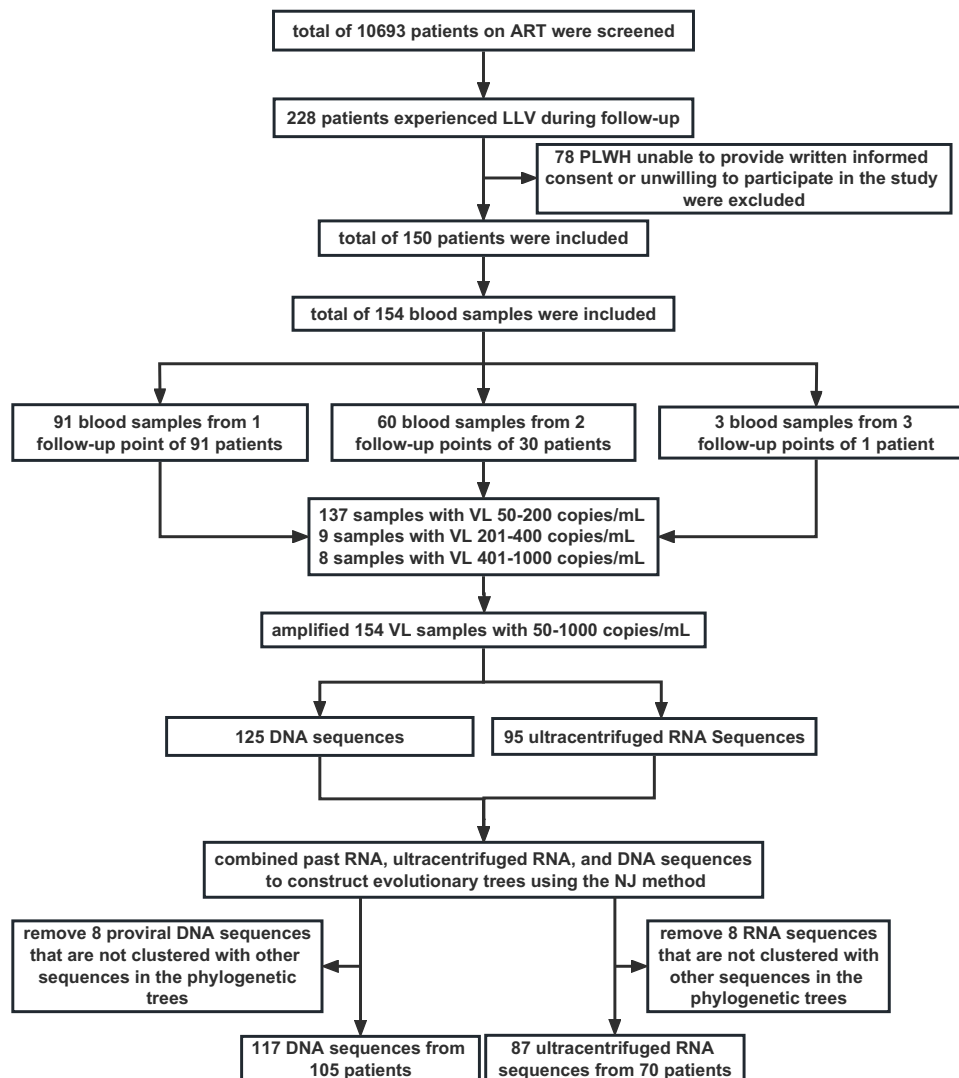 total of 10693 patients on ART were screened
228 patients experienced LLV during follow-up
78 PLWH unable to provide written informed
consent or unwilling to participate in the study
were excluded
total of 150 patients were included
total of 154 blood samples were included
91 blood samples from 1
follow-up point of 91 patients
60 blood samples from 2
follow-up points of 30 patients
3 blood samples from 3
follow-up points of 1 patient
137 samples with VL 50-200 copies/mL
9 samples with VL 201-400 copies/mL
8 samples with VL 401-1000 copies/mL
amplified 154 VL samples with 50-1000 copies/mL
125 DNA sequences
95 ultracentrifuged RNA Sequences
combined past RNA, ultracentrifuged RNA, and DNA sequences
to construct evolutionary trees using the NJ method
remove 8 proviral DNA sequences
that are not clustered with other
sequences in the phylogenetic
trees
remove 8 RNA sequences
that are not clustered with
other sequences in the
phylogenetic trees
117 DNA sequences from
105 patients
87 ultracentrifuged RNA
sequences from 70 patients